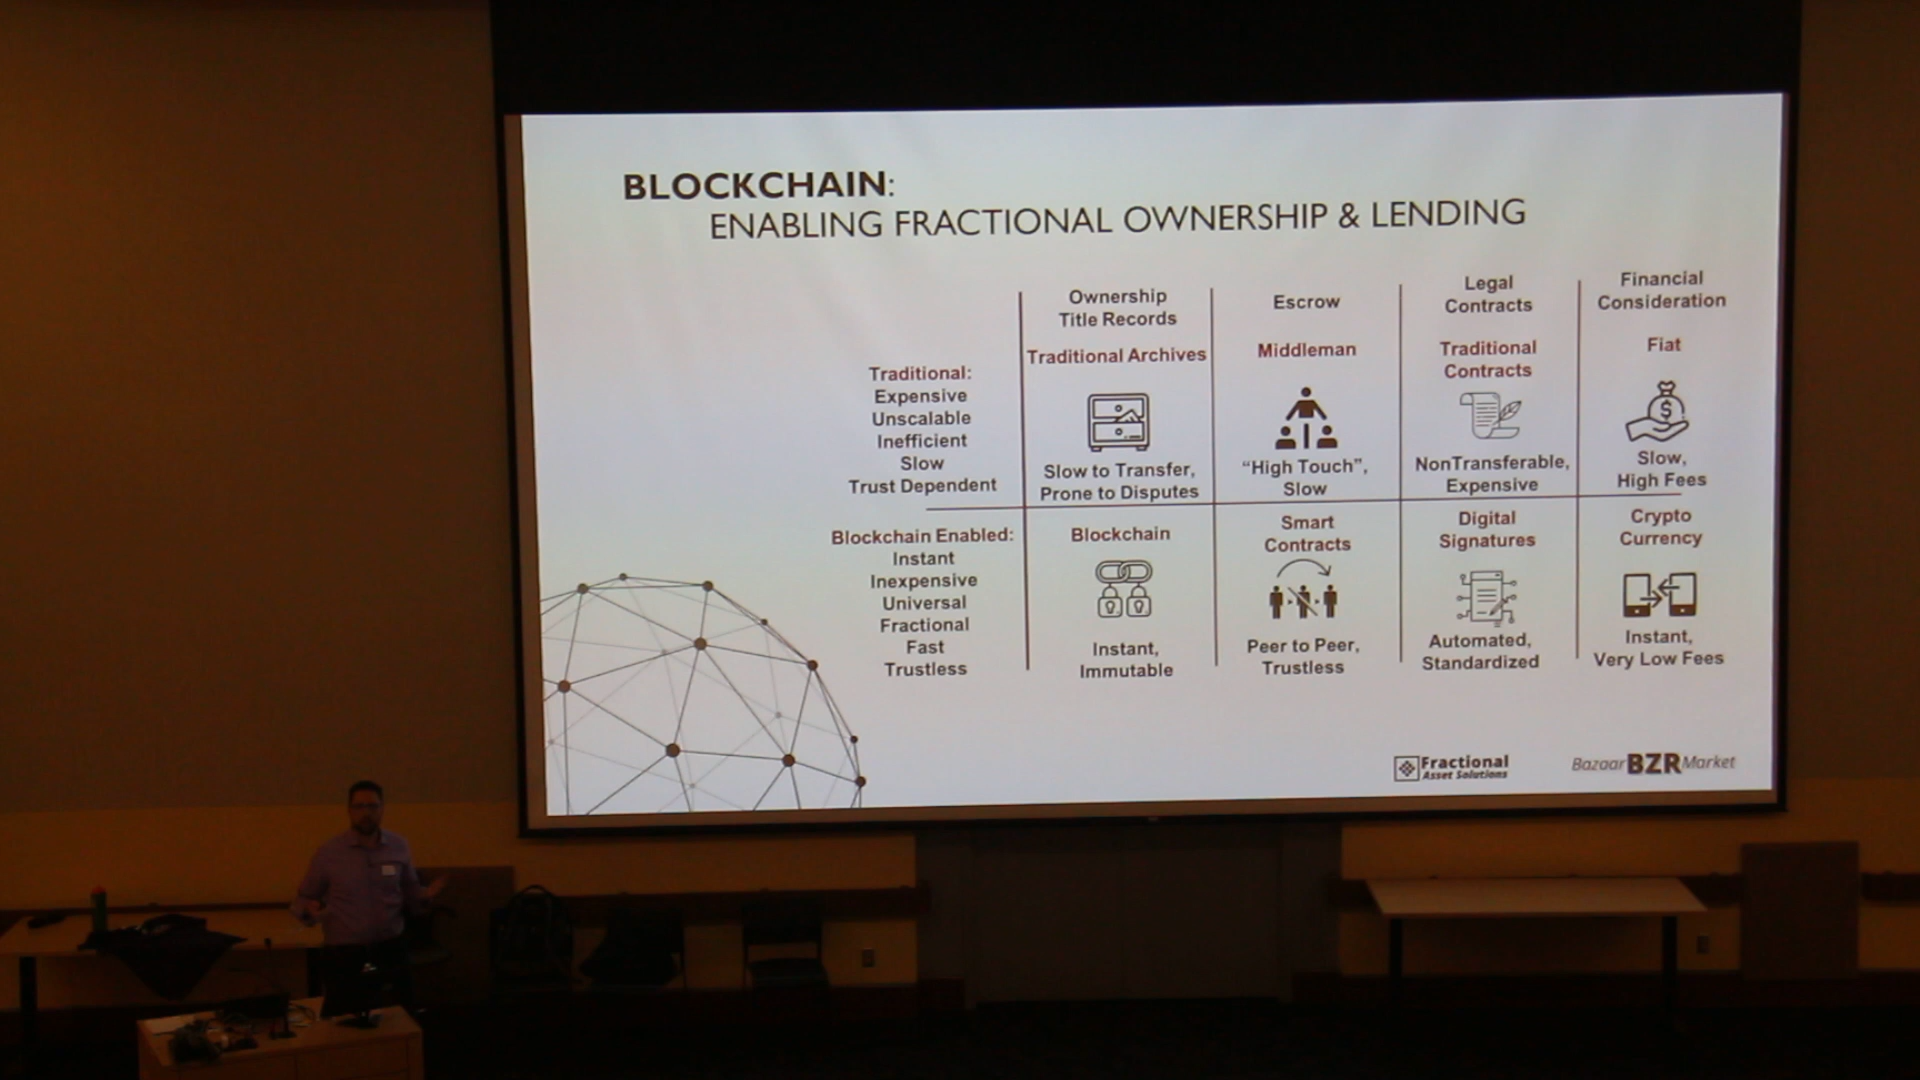 BLOCKCHAIN:
ENABLING FRACTIONAL OWNERSHIP & LENDING
Ownership
Title Records
Escrow
Legal
Contracts
Financial
Consideration
Traditional:
Expensive
Unscalable
Inefficient
Slow
Trust Dependent
Traditional Archives
Slow to Transfer,
Prone to Disputes
Middleman
“High Touch”,
Slow
Traditional
Contracts
NonTransferable,
Expensive
Fiat
$
Slow,
High Fees
Blockchain Enabled:
Instant
Inexpensive
Universal
Fractional
Fast
Trustless
Blockchain
Instant,
Immutable
Smart
Contracts
Peer to Peer,
Trustless
Digital
Signatures
Automated,
Standardized
Crypto
Currency
Instant,
Very Low Fees
Fractional
Asset Solutions
Bazaar BZR Market